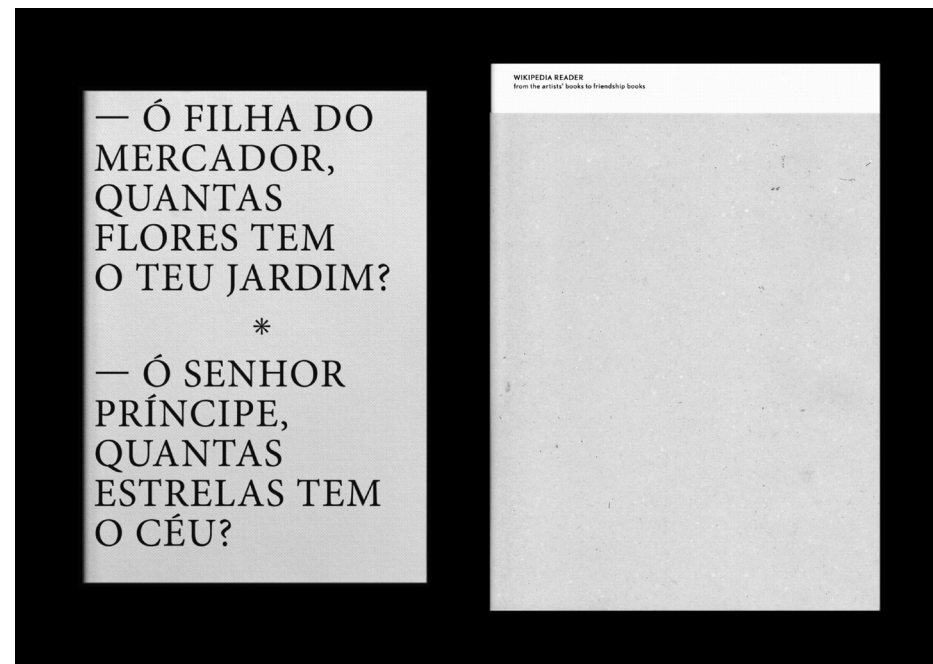 — Ó FILHA DO
MERCADOR,
QUANTAS
FLORES TEM
O TEU JARDIM?
*
— Ó SENHOR
PRÍNCIPE,
QUANTAS
ESTRELAS TEM
O CÉU?
WIKIPEDIA READER
from the artists' books to friendship books